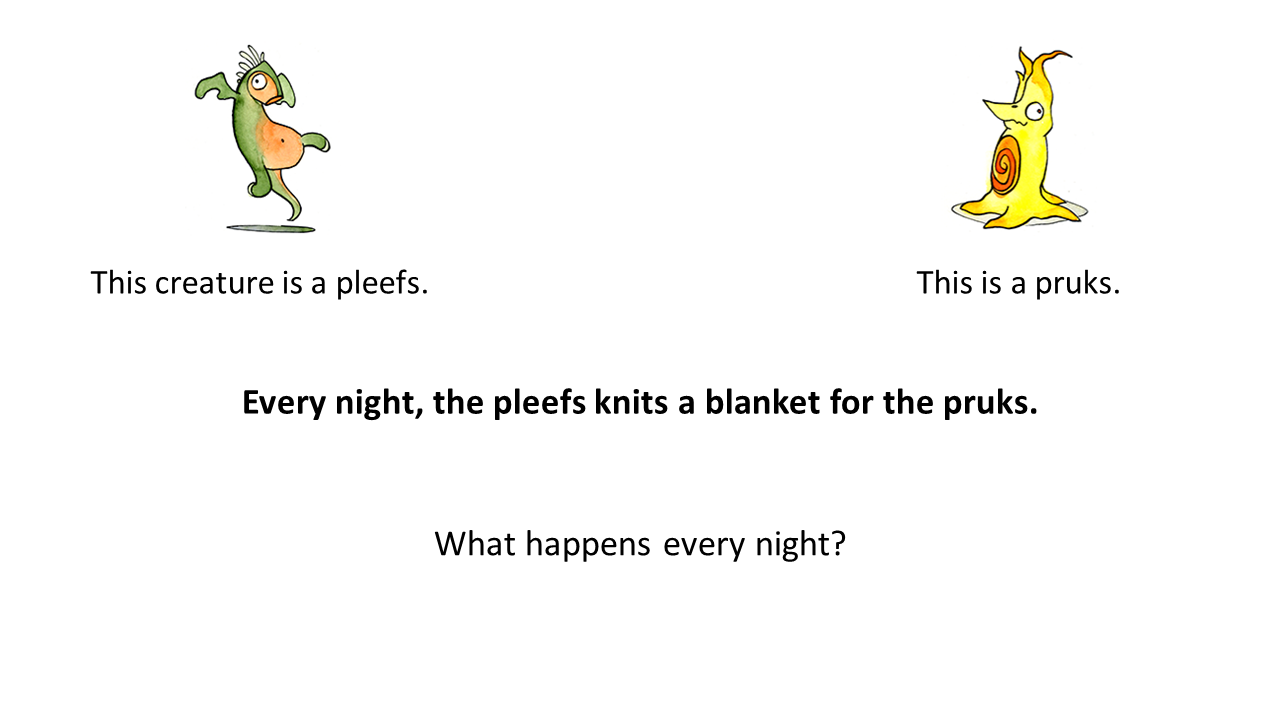 This creature is a pleefs.
This is a pruks.
Every night, the pleefs knits a blanket for the pruks.
What happens every night?